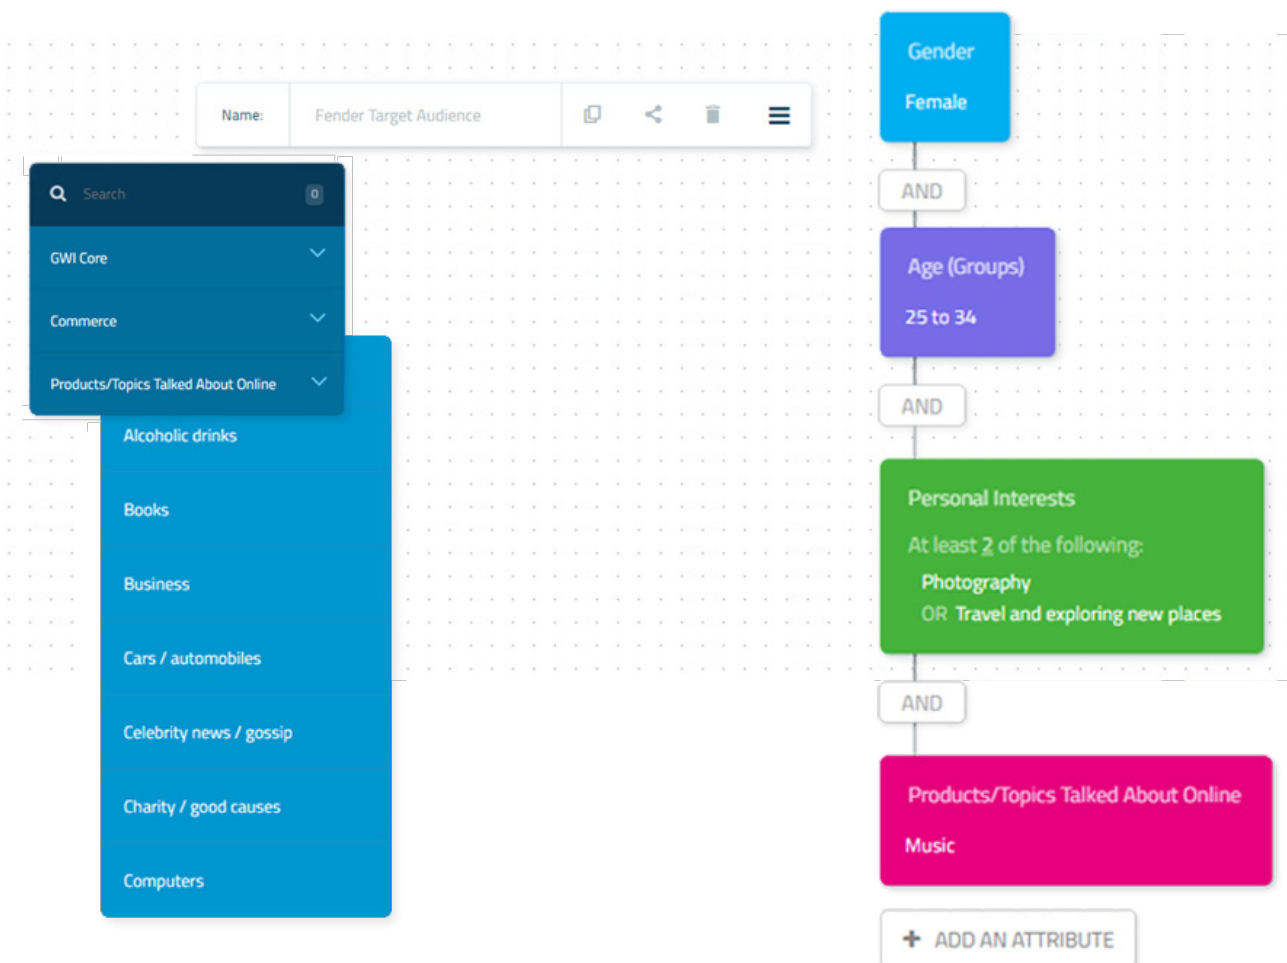 Name: Fender Target Audience
Search 0
GWI Core
Commerce
Products/Topics Talked About Online
Alcoholic drinks
Books
Business
Cars / automobiles
Celebrity news / gossip
Charity / good causes
Computers
Gender
Female
AND
Age (Groups)
25 to 34
AND
Personal Interests
At least 2 of the following:
Photography
OR Travel and exploring new places
AND
Products/Topics Talked About Online
Music
+ ADD AN ATTRIBUTE